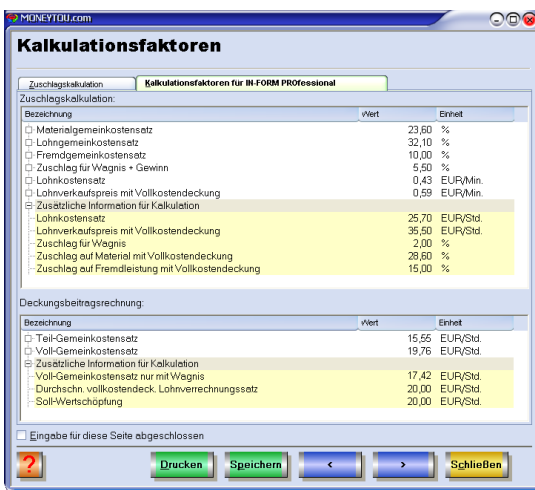 MONEYTOU.com
Kalkulationsfaktoren
Zuschlagskalkulation Kalkulationsfaktoren für IN-FORM PROfessional
Zuschlagskalkulation:
Bezeichnung Wert Einheit
Materialgemeinkostensatz 23,60 %
Lohngemeinkostensatz 32,10 %
Fremdgemeinkostensatz 10,00 %
Zuschlag für Wagnis + Gewinn 5,50 %
Lohnkostensatz 0,43 EUR/Min.
Lohnverkaufspreis mit Vollkostendeckung 0,59 EUR/Min.
Zusätzliche Information für Kalkulation
Lohnkostensatz 25,70 EUR/Std.
Lohnverkaufspreis mit Vollkostendeckung 35,50 EUR/Std.
Zuschlag für Wagnis 2,00 %
Zuschlag auf Material mit Vollkostendeckung 28,60 %
Zuschlag auf Fremdleistung mit Vollkostendeckung 15,00 %
Deckungsbeitragsrechnung:
Bezeichnung Wert Einheit
Teil-Gemeinkostensatz 15,55 EUR/Std.
Voll-Gemeinkostensatz 19,76 EUR/Std.
Zusätzliche Information für Kalkulation
Voll-Gemeinkostensatz nur mit Wagnis 17,42 EUR/Std.
Durchschn. vollkostendeck. Lohnverrechnungssatz 20,00 EUR/Std.
Soll-Wertschöpfung 20,00 EUR/Std.
Eingabe für diese Seite abgeschlossen
? Drucken Speichern < > Schließen